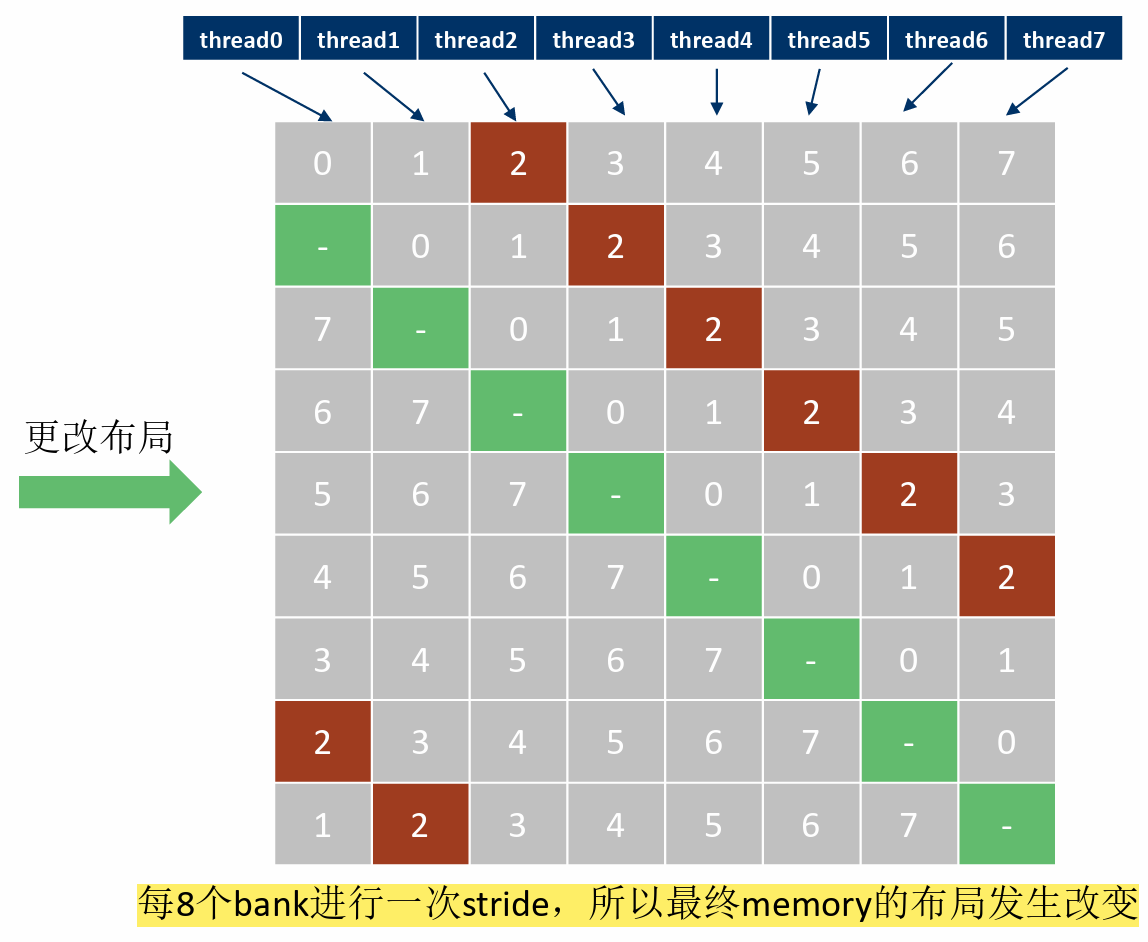 thread0 thread1 thread2 thread3 thread4 thread5 thread6 thread7
0 1 2 3 4 5 6 7
- 0 1 2 3 4 5 6
7 - 0 1 2 3 4 5
6 7 - 0 1 2 3 4
更改布局
5 6 7 - 0 1 2 3
4 5 6 7 - 0 1 2
3 4 5 6 7 - 0 1
2 3 4 5 6 7 - 0
1 2 3 4 5 6 7 -
每8个bank进行一次stride，所以最终memory的布局发生改变